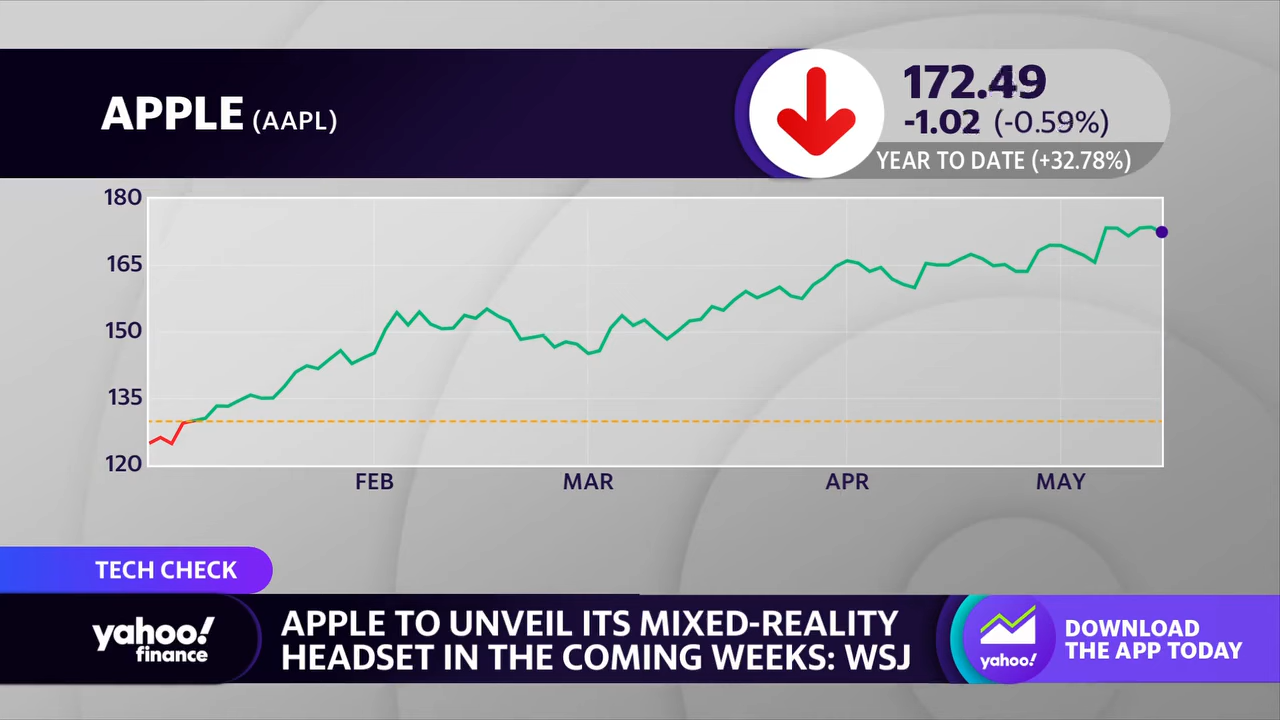 APPLE (AAPL)
172.49
-1.02 (-0.59%)
YEAR TO DATE (+32.78%)
180
165
150
135
120
FEB MAR APR MAY
TECH CHECK
yahoo!
finance
APPLE TO UNVEIL ITS MIXED-REALITY
HEADSET IN THE COMING WEEKS: WSJ
yahoo!
DOWNLOAD
THE APP TODAY